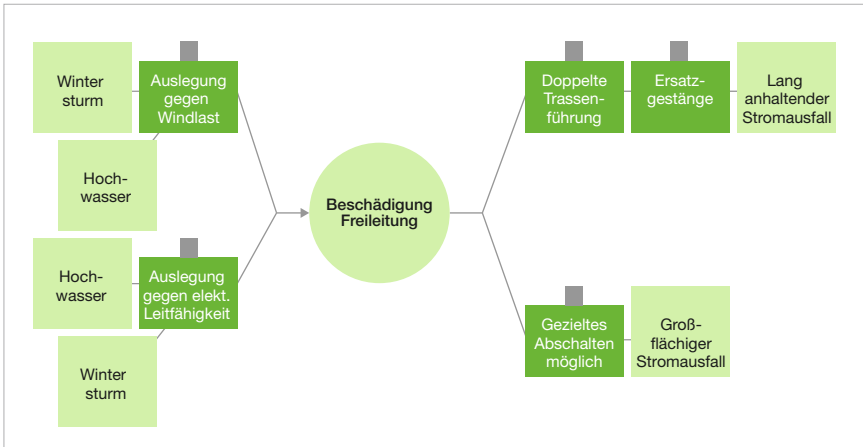 Winter
sturm
Auslegung
gegen
Windlast
Hoch-
wasser
Hoch-
wasser
Auslegung
gegen elekt.
Leitfähigkeit
Winter
sturm
Beschädigung
Freileitung
Doppelte
Trassen-
führung
Ersatz-
gestänge
Lang
anhaltender
Stromausfall
Gezieltes
Abschalten
möglich
Groß-
flächiger
Stromausfall